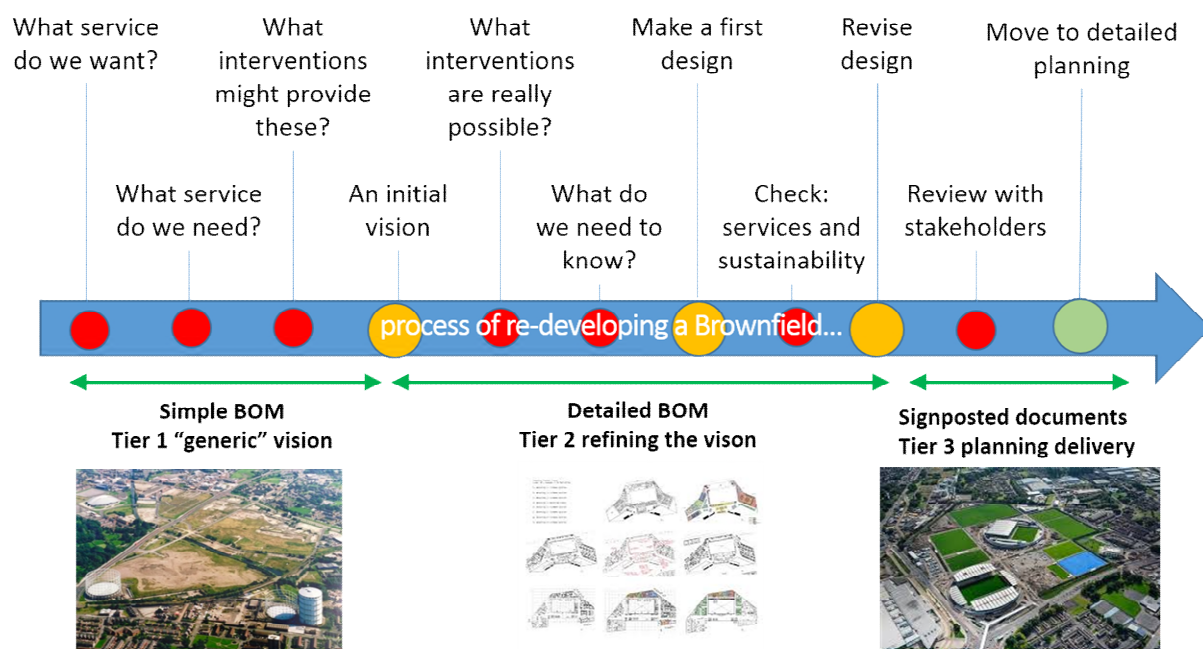 What service
do we want?
What
interventions
might provide
these?
What
interventions
are really
possible?
Make a first
design
Revise
design
Move to detailed
planning
What service
do we need?
An initial
vision
What do
we need to
know?
Check:
services and
sustainability
Review with
stakeholders
process of re-developing a Brownfield...
Simple BOM
Tier 1 “generic” vision
Detailed BOM
Tier 2 refining the vison
Signposted documents
Tier 3 planning delivery